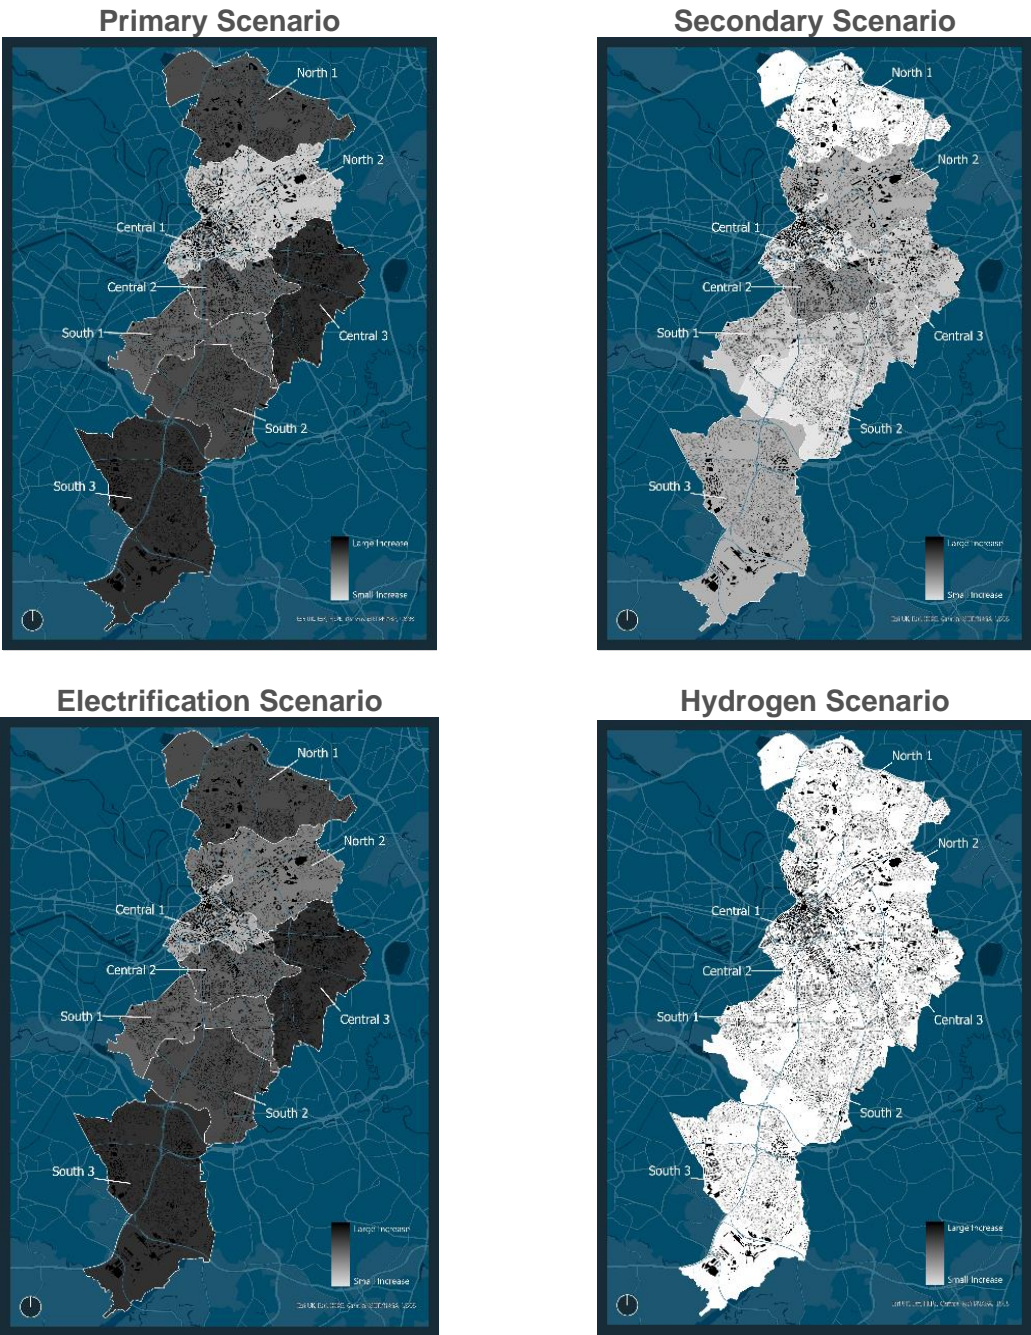 Primary Scenario
North 1
North 2
Central 1
Central 2
South 1
Central 3
South 2
South 3
Large Increase
Small Increase
Secondary Scenario
North 1
North 2
Central 1
Central 2
South 1
Central 3
South 2
South 3
Large Increase
Small Increase
Electrification Scenario
North 1
North 2
Central 1
Central 2
South 1
Central 3
South 2
South 3
Large Increase
Small Increase
Hydrogen Scenario
North 1
North 2
Central 1
Central 2
South 1
Central 3
South 2
South 3
Large Increase
Small Increase